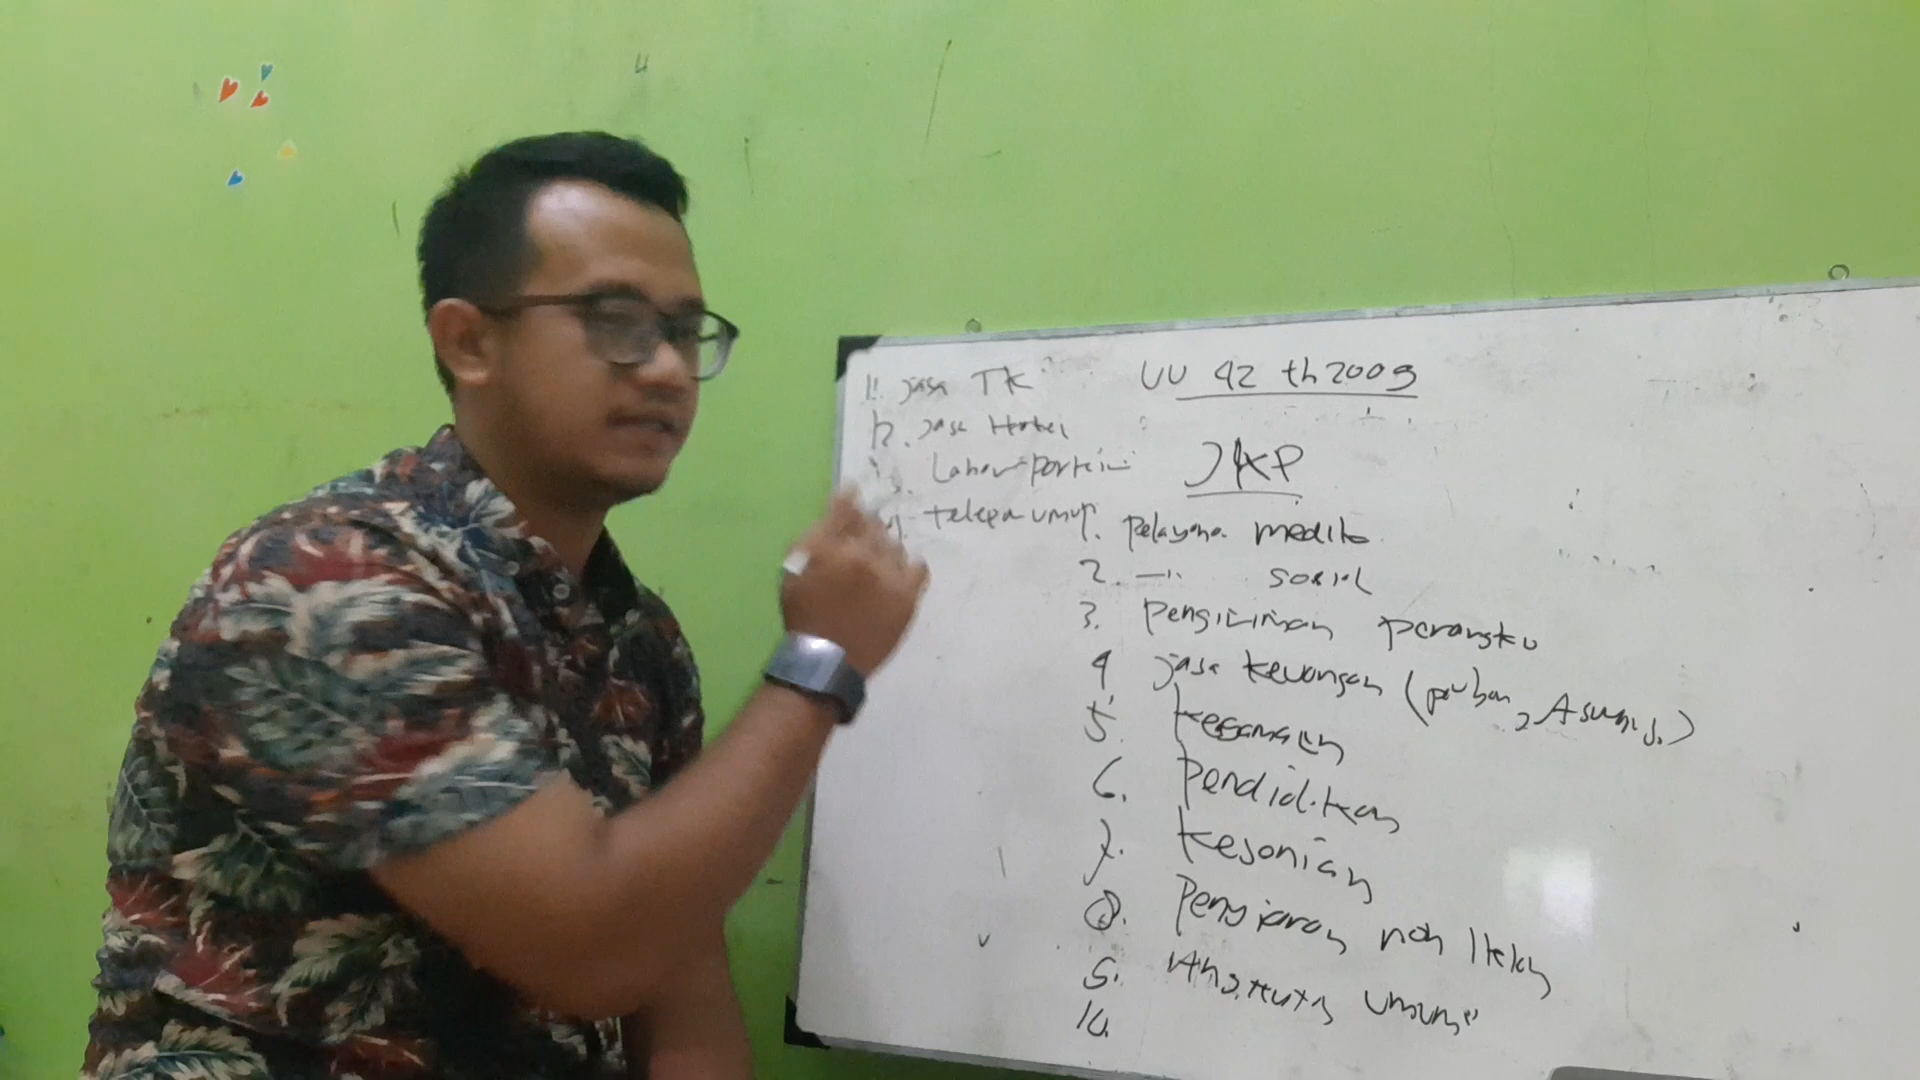 UU 42 th 2009
JKP
11. jasa TK
12. jasa Hotel
13. Lahan parkir
14. telepon umum
1. Pelayanan medik
2. -"- sosial
3. Pengiriman perangko
4 jasa keuangan (perban, Asuransi)
5. keagamaan
6. Pendidikan
7. kesenian
8. Penyiaran non Iklan
9. Angkutan umum
10.